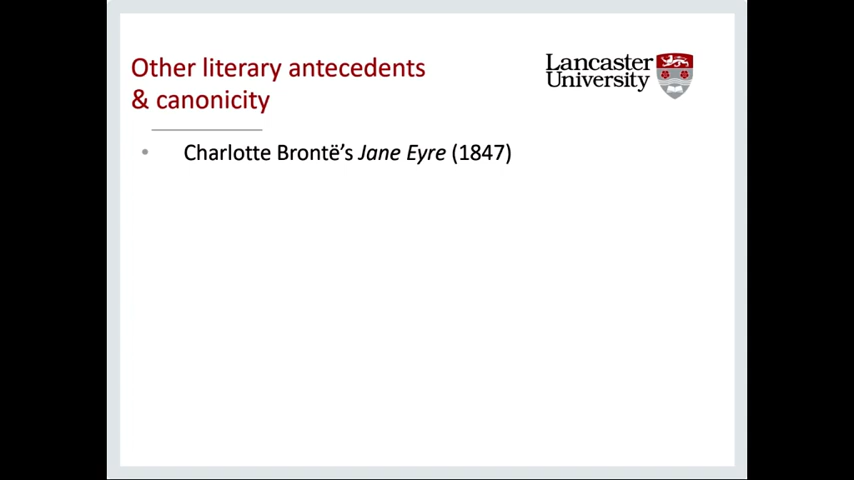 Other literary antecedents
& canonicity
Lancaster
University
• Charlotte Brontë’s Jane Eyre (1847)